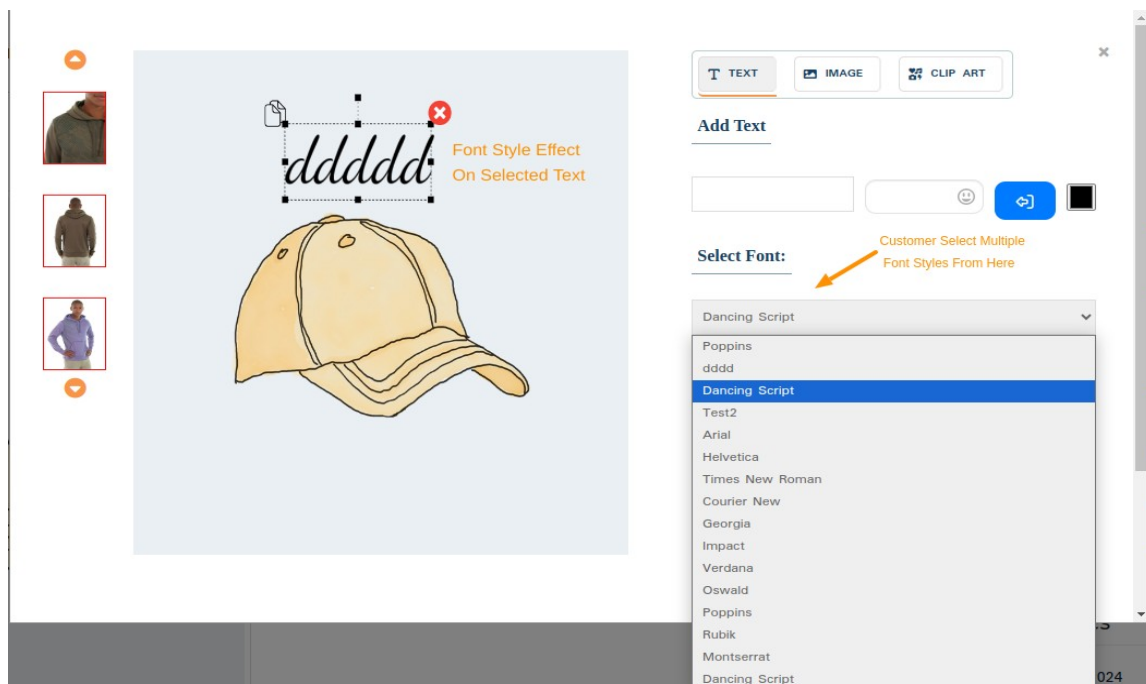 ddddd
Font Style Effect
On Selected Text
TEXT
IMAGE
CLIP ART
Add Text
Customer Select Multiple
Font Styles From Here
Select Font:
Dancing Script
Poppins
dddd
Dancing Script
Test2
Arial
Helvetica
Times New Roman
Courier New
Georgia
Impact
Verdana
Oswald
Poppins
Rubik
Montserrat
Dancing Script
024